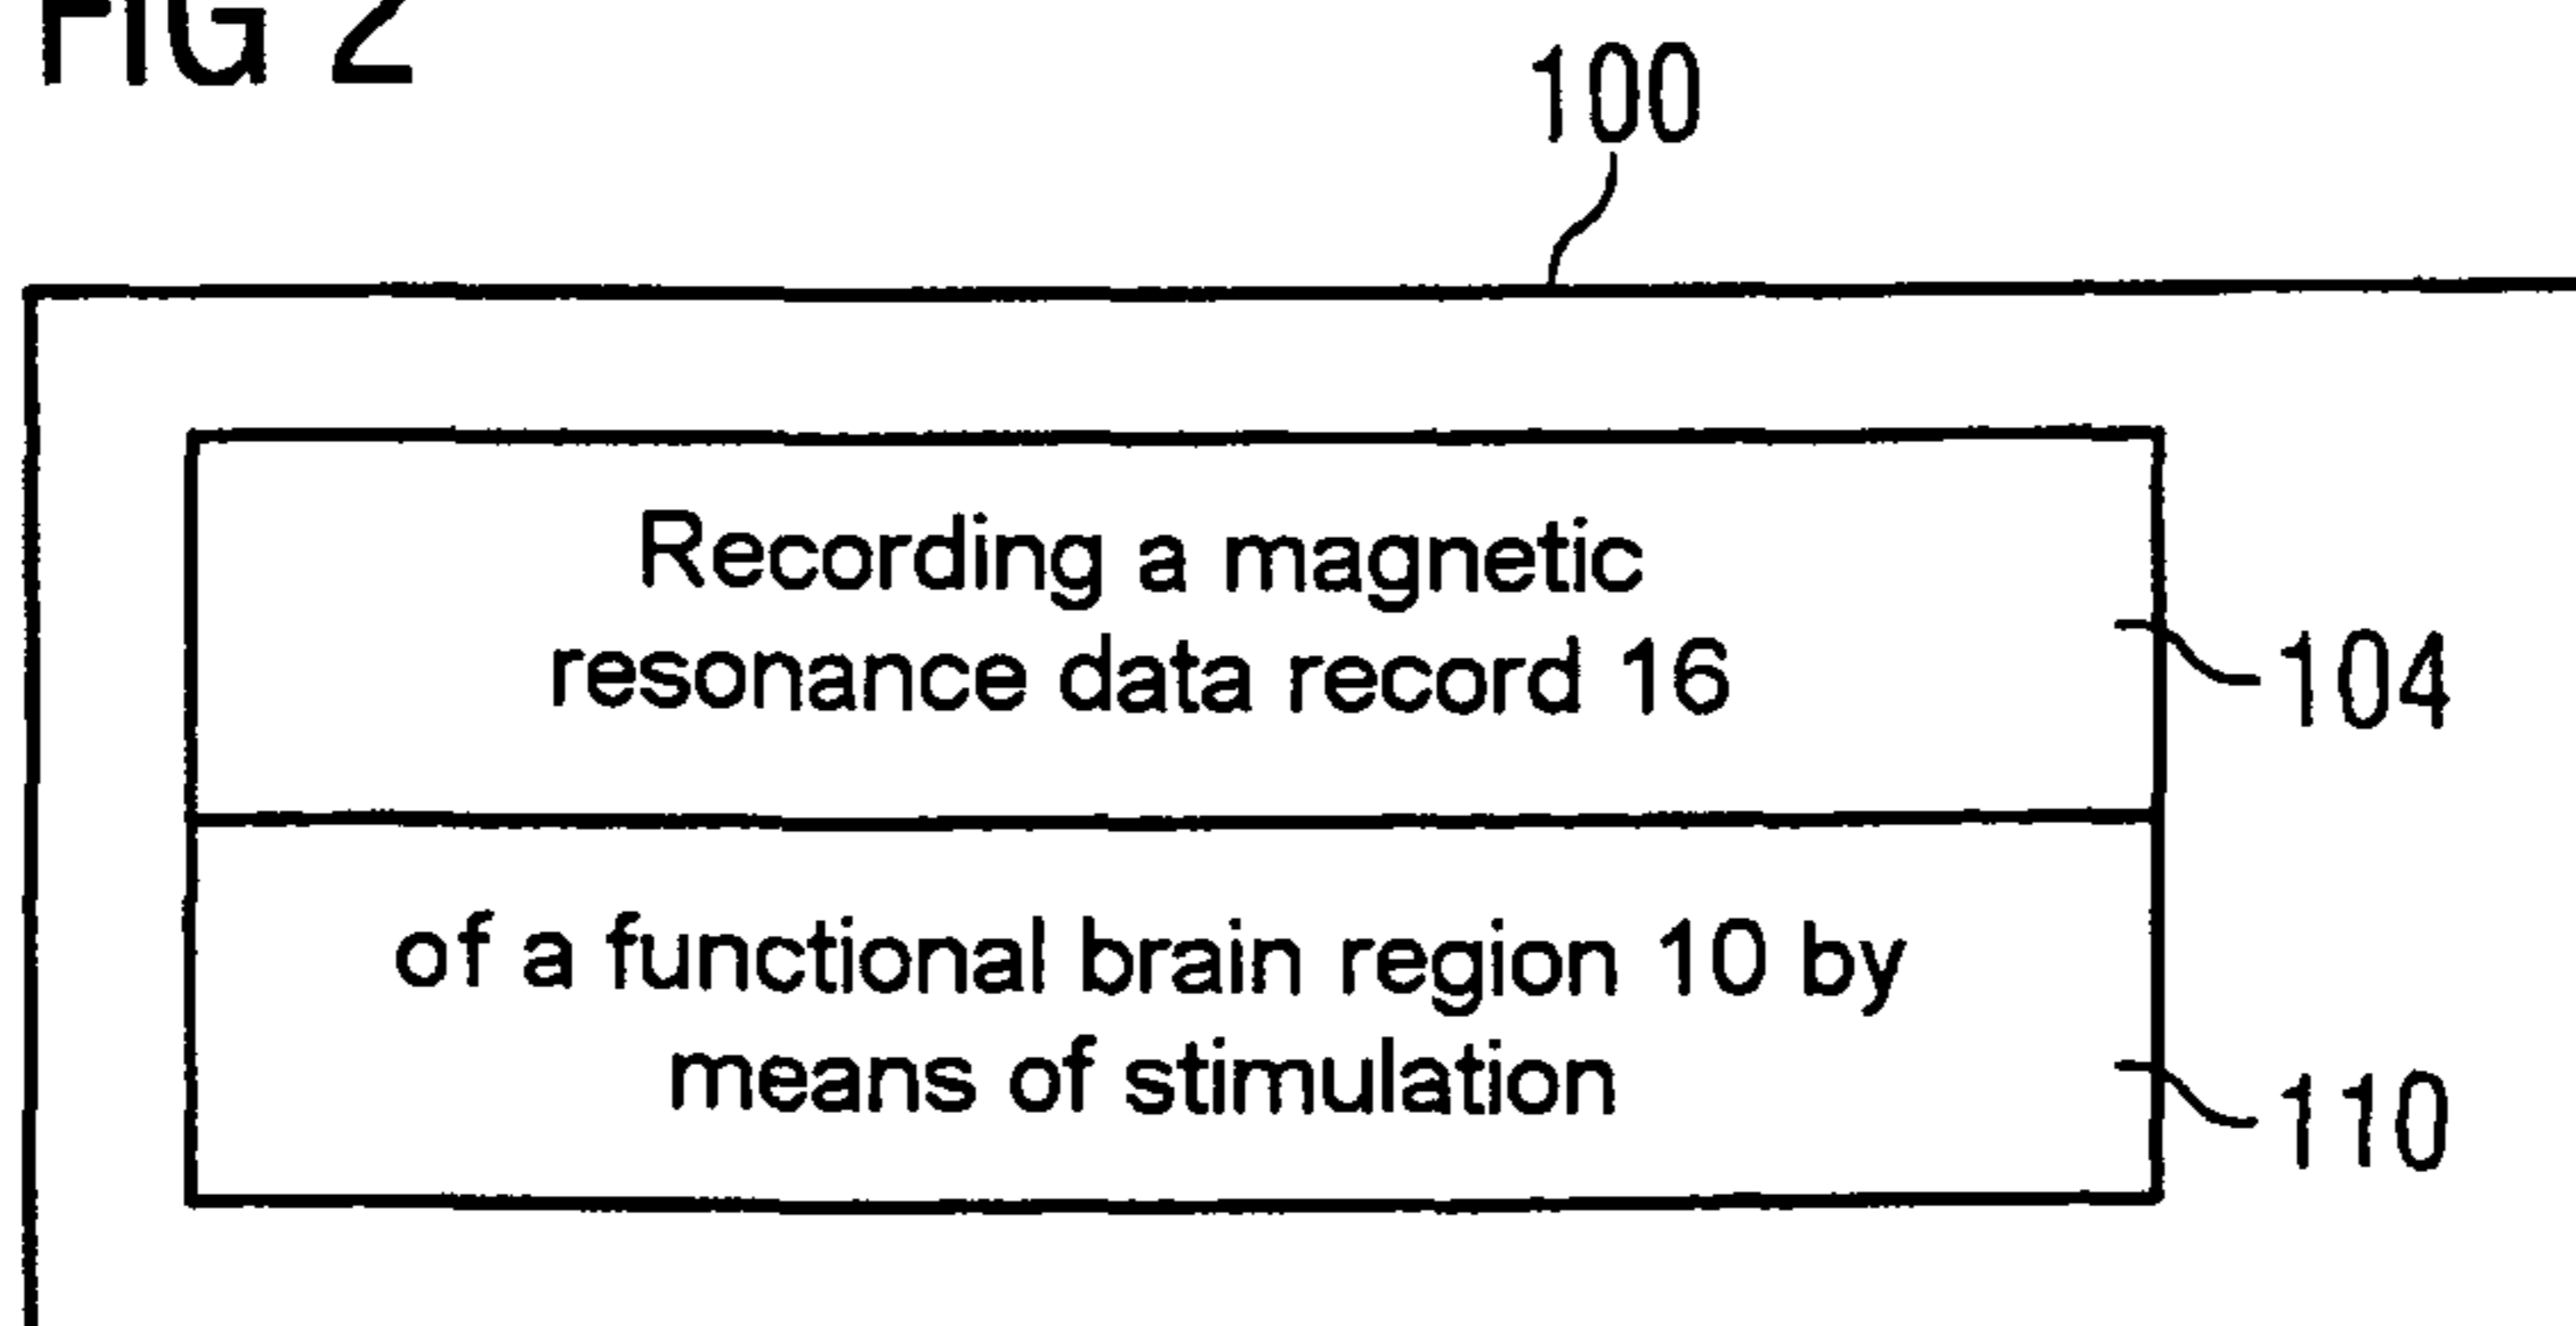 FIG 2
100
Recording a magnetic
resonance data record 16
104
of a functional brain region 10 by
means of stimulation
110